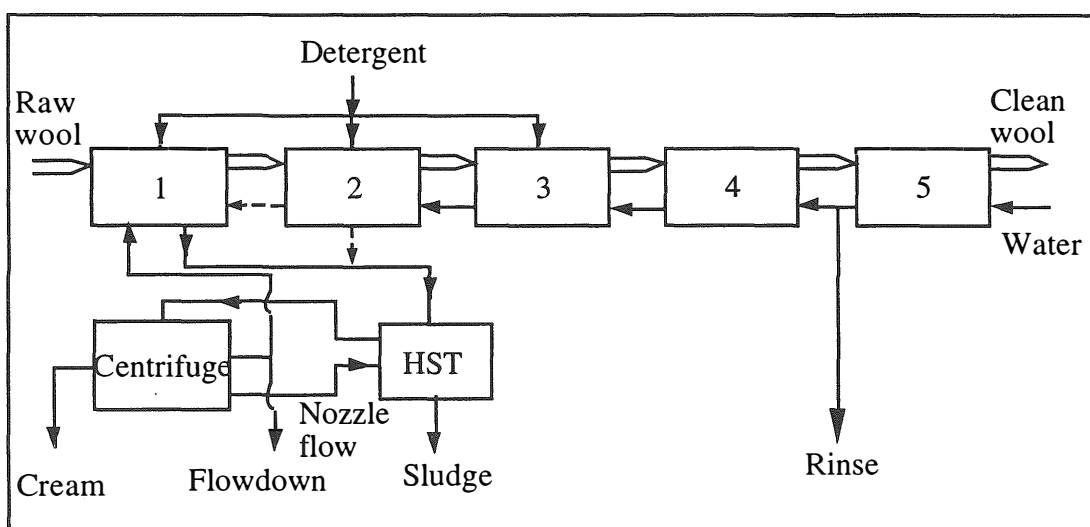 Detergent
Raw
wool
Clean
wool
1
2
3
4
5
Water
Centrifuge
HST
Nozzle
flow
Cream
Flowdown
Sludge
Rinse